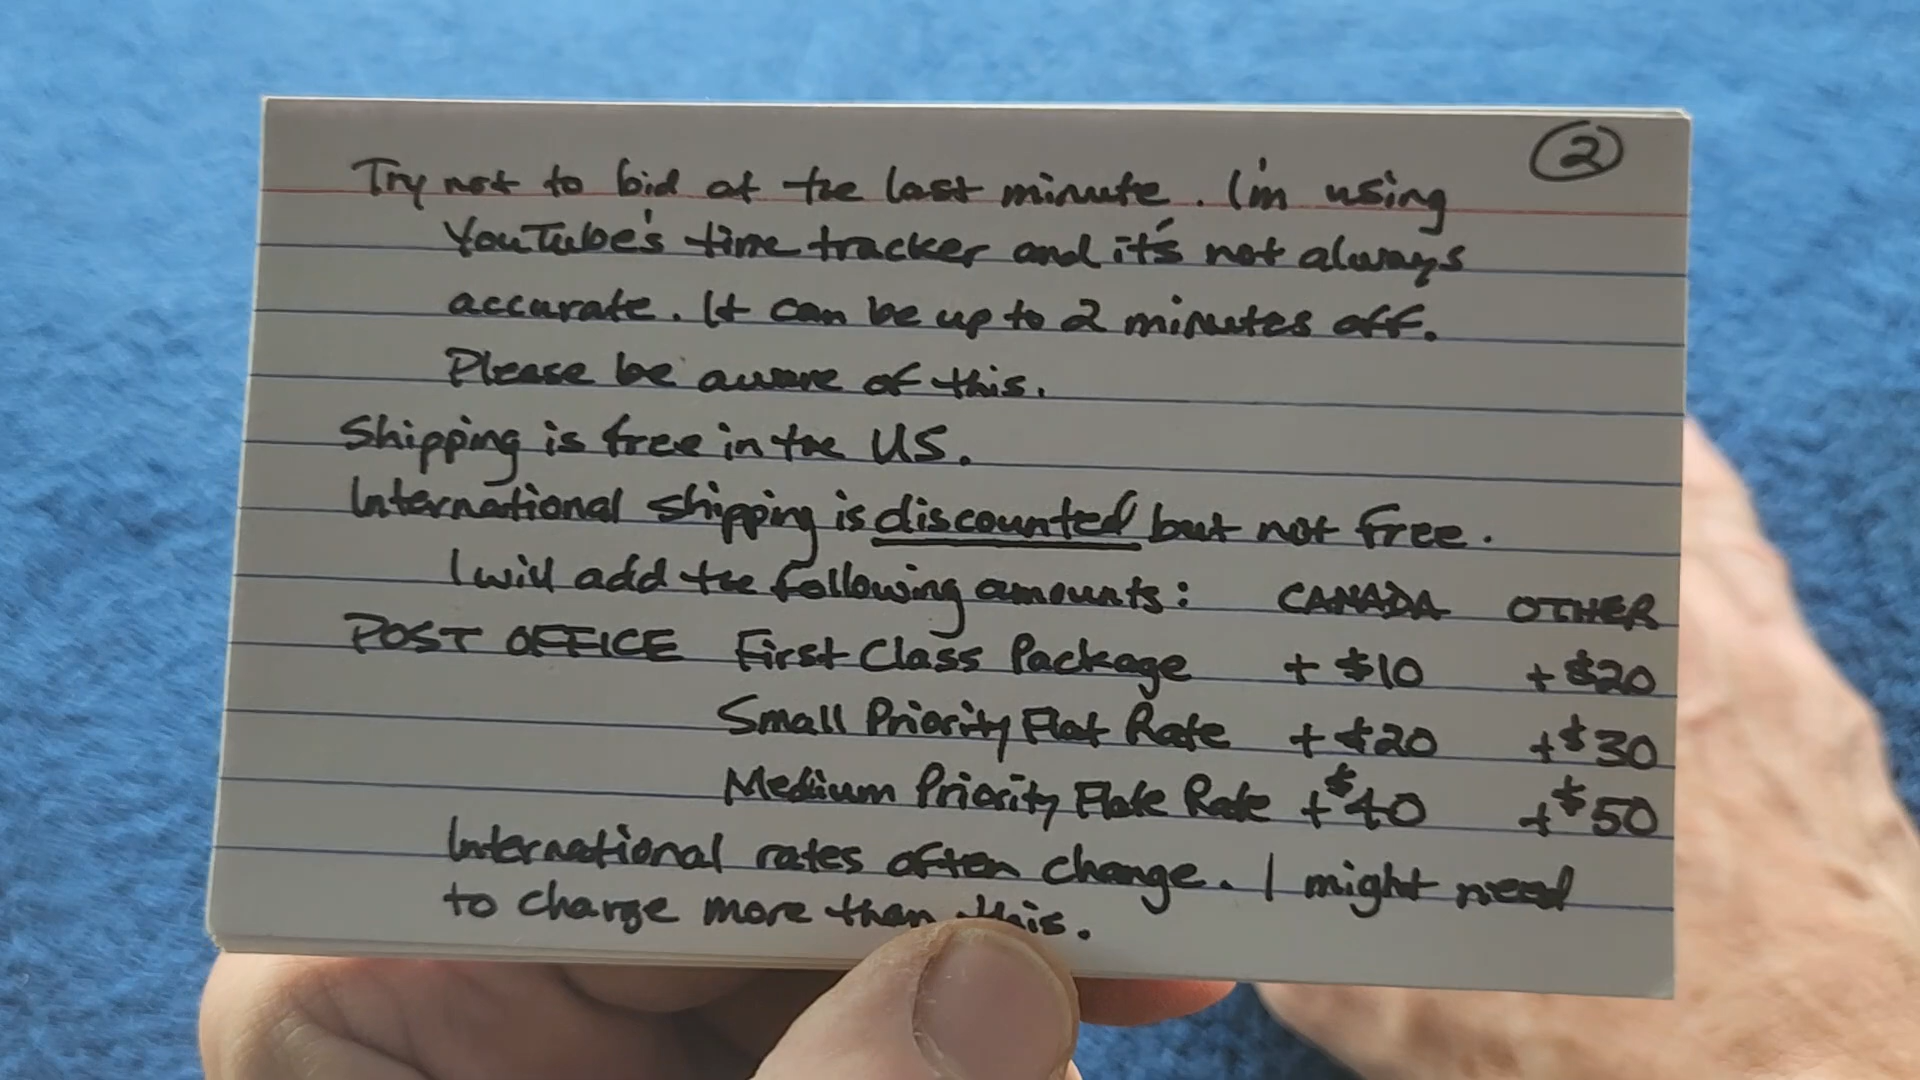 ②
Try not to bid at the last minute. I'm using
YouTube's time tracker and it's not always
accurate. It can be up to 2 minutes off.
Please be aware of this.
Shipping is free in the US.
International shipping is discounted but not free.
I will add the following amounts: CANADA OTHER
POST OFFICE First Class Package +$10 +$20
Small Priority Flat Rate +$20 +$30
Medium Priority Flate Rate +$40 +$50
International rates often change. I might need
to charge more than this.